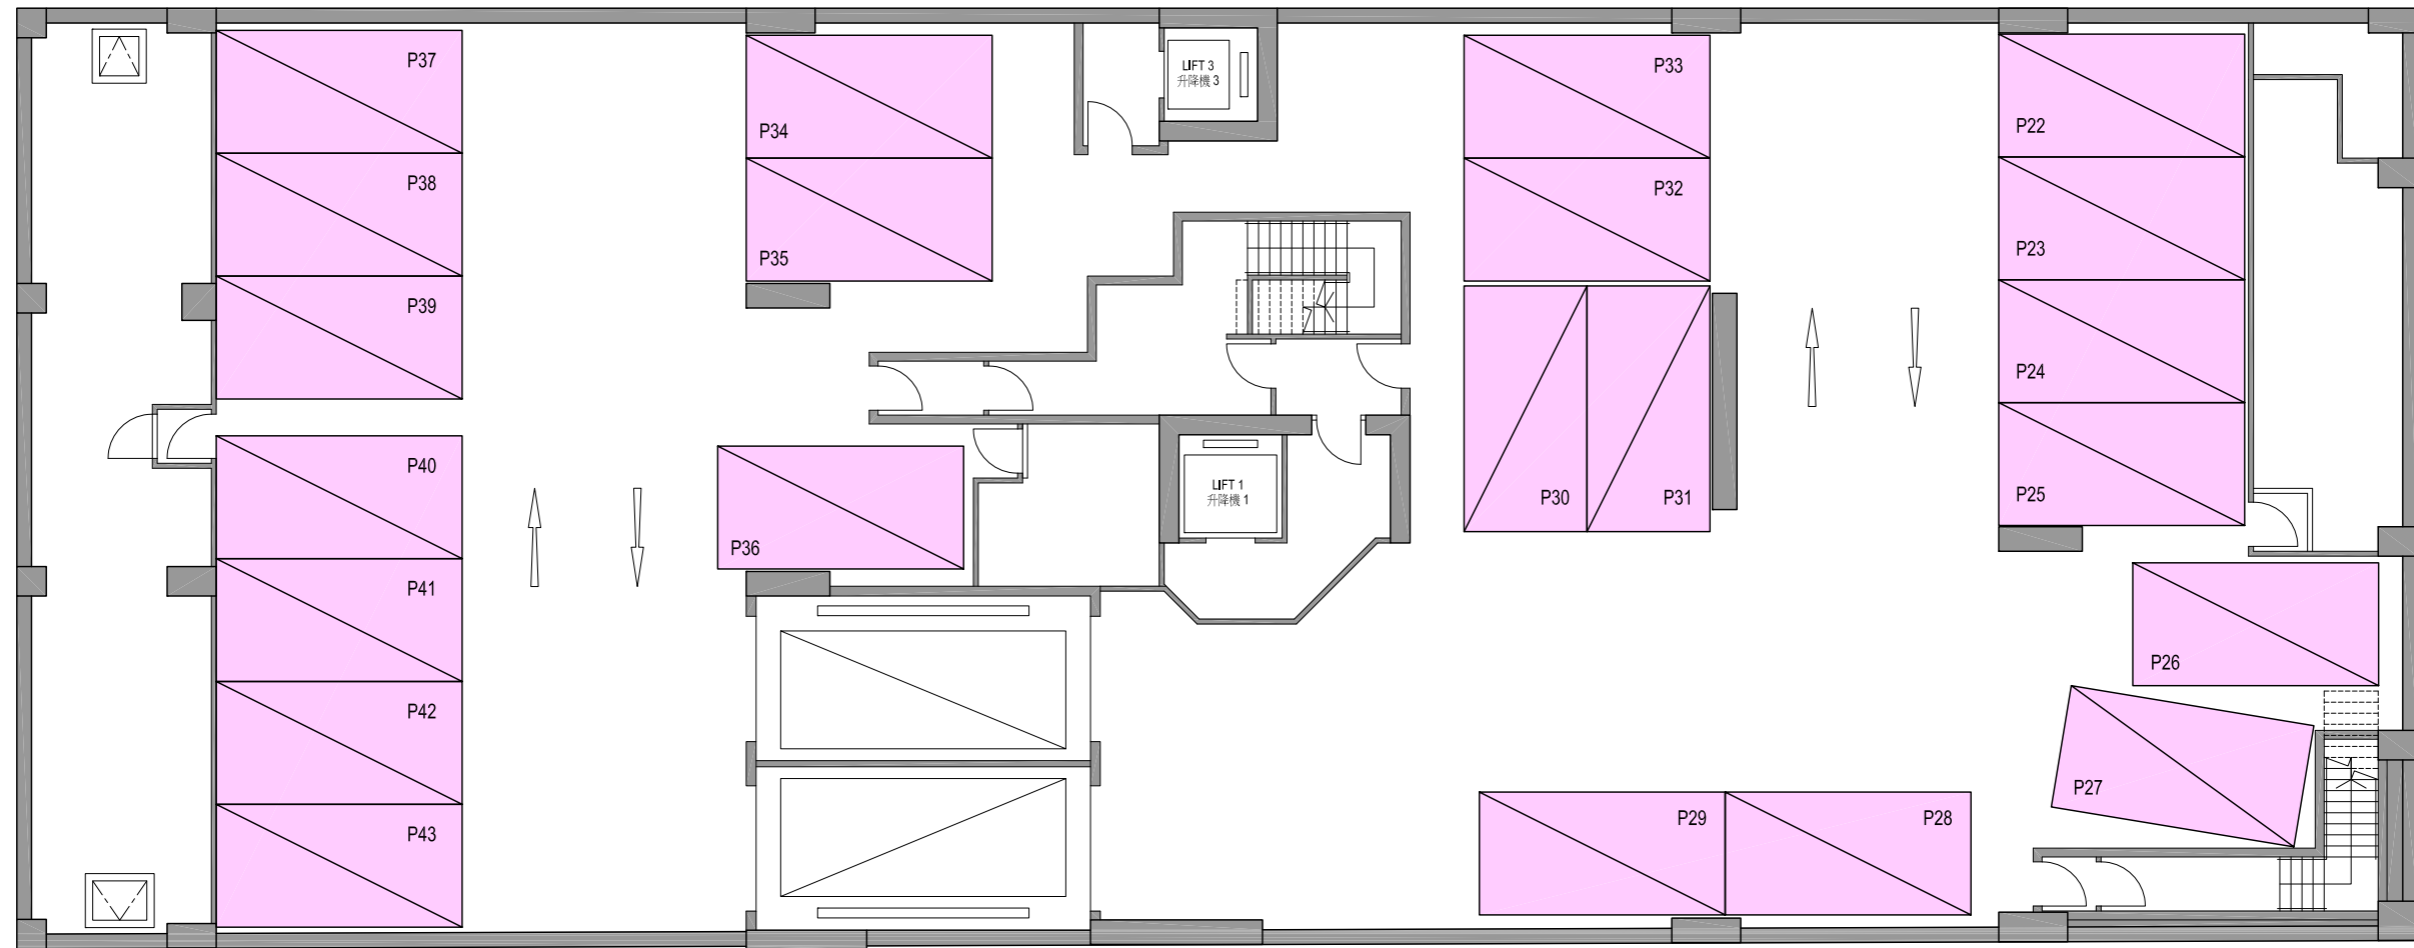 P37
P34
LIFT 3
升降機 3
P33
P22
P38
P35
P32
P23
P39
P24
P40
P36
LIFT 1
升降機 1
P30
P31
P25
P41
P26
P42
P27
P43
P29
P28